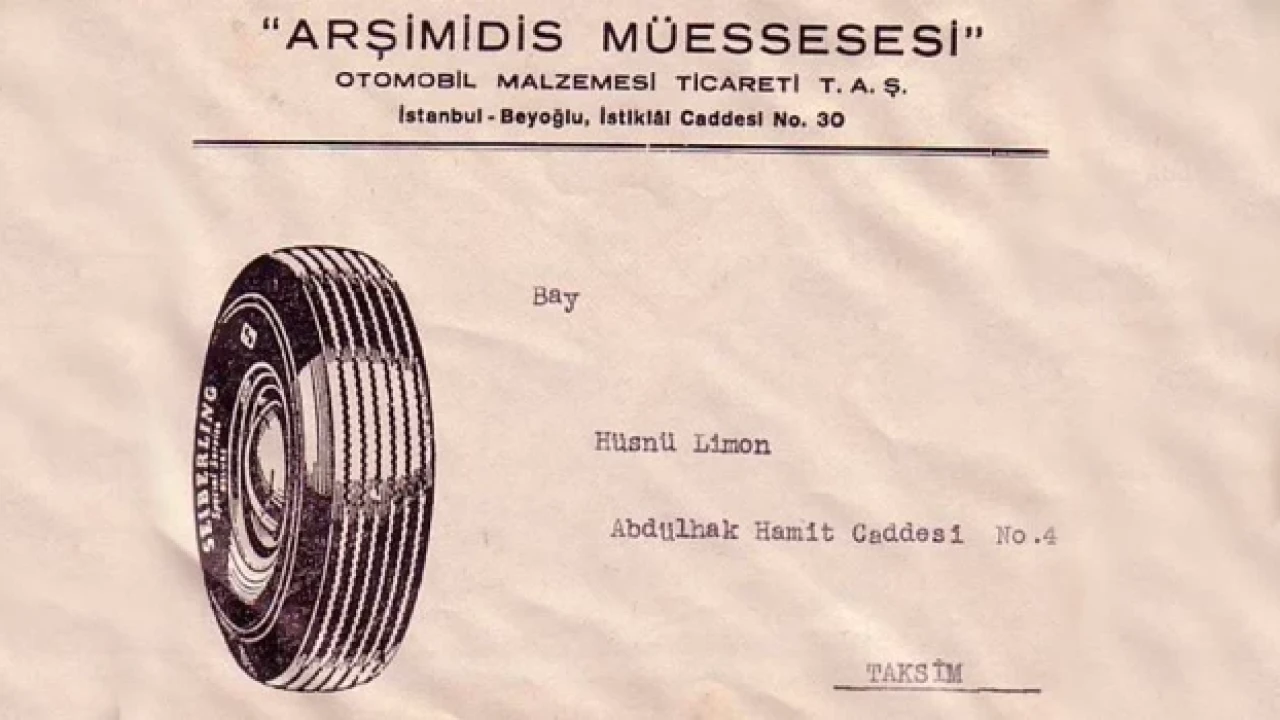 "ARŞİMİDİS MÜESSESESİ"
OTOMOBİL MALZEMESİ TİCARETİ T. A. Ş.
İstanbul - Beyoğlu, İstiklâl Caddesi No. 30
Bay
SEIBERLING
Hüsnü Limon
Abdülhak Hamit Caddesi No.4
TAKSİM